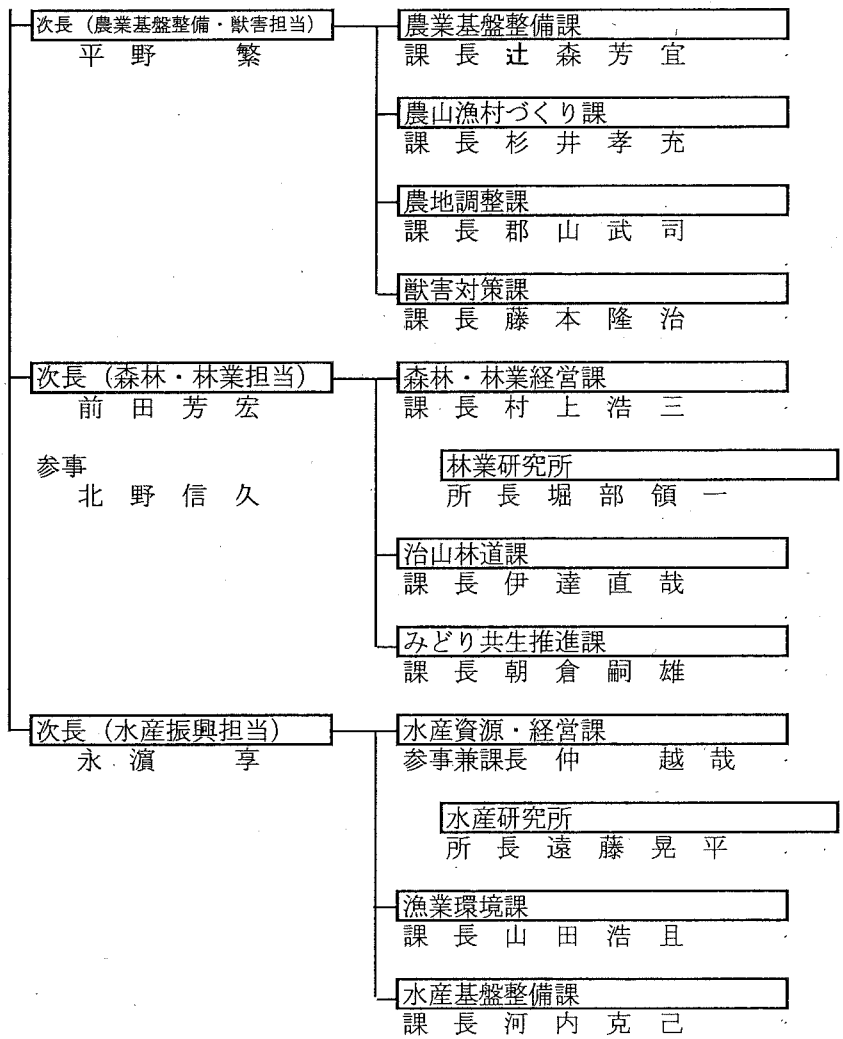 次長(農業基盤整備・獣害担当)
平野 繁
農業基盤整備課
課長 辻森芳宜
農山漁村づくり課
課長 杉井孝充
農地調整課
課長 郡山武司
獣害対策課
課長 藤本隆治
次長(森林・林業担当)
前田芳宏
参事
北野信久
森林・林業経営課
課長 村上浩三
林業研究所
所長 堀部領一
治山林道課
課長 伊達直哉
みどり共生推進課
課長 朝倉嗣雄
次長(水産振興担当)
永濵 享
水産資源・経営課
参事兼課長 仲 越哉
水産研究所
所長 遠藤晃平
漁業環境課
課長 山田浩且
水産基盤整備課
課長 河内克己